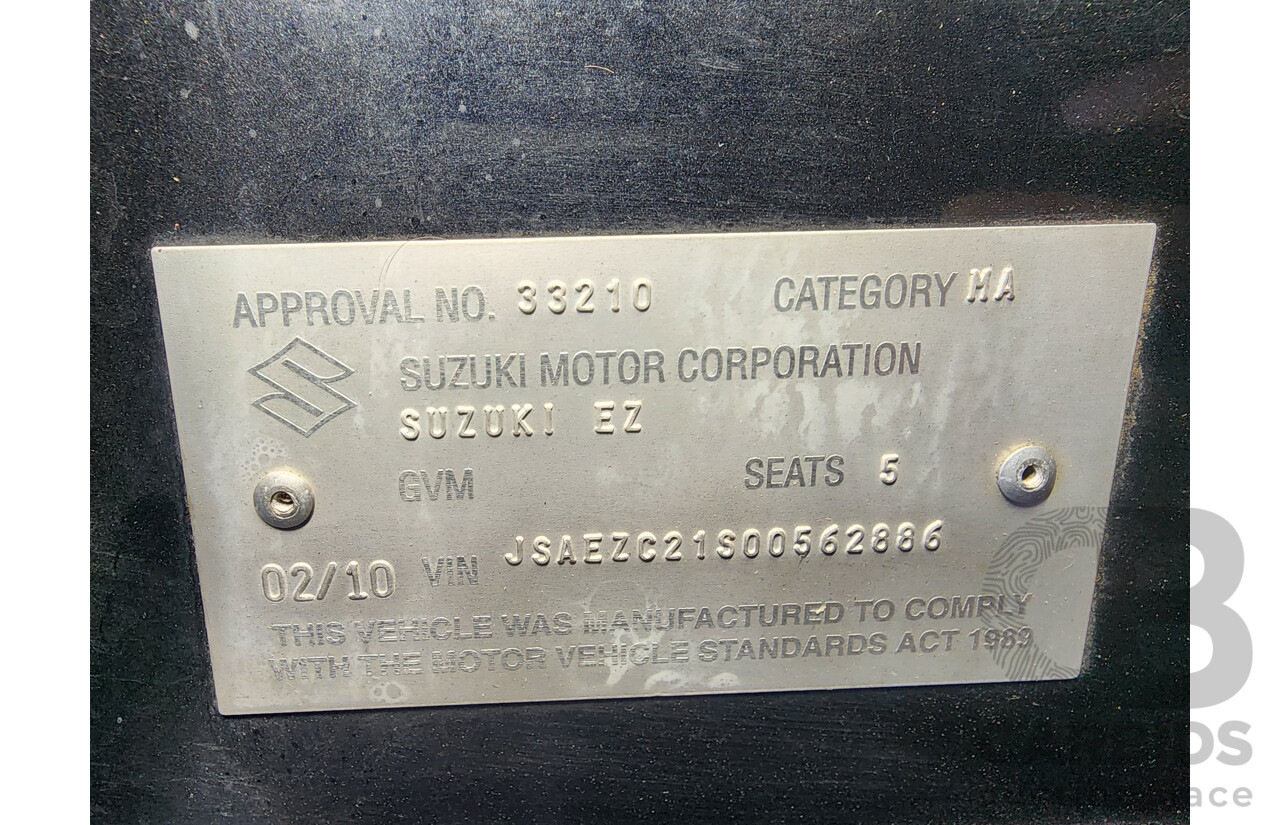 APPROVAL NO. 33210 CATEGORY MA
SUZUKI MOTOR CORPORATION
SUZUKI EZ
GVM SEATS 5
02/10 VIN JSAEZC21S00562886
THIS VEHICLE WAS MANUFACTURED TO COMPLY
WITH THE MOTOR VEHICLE STANDARDS ACT 1989